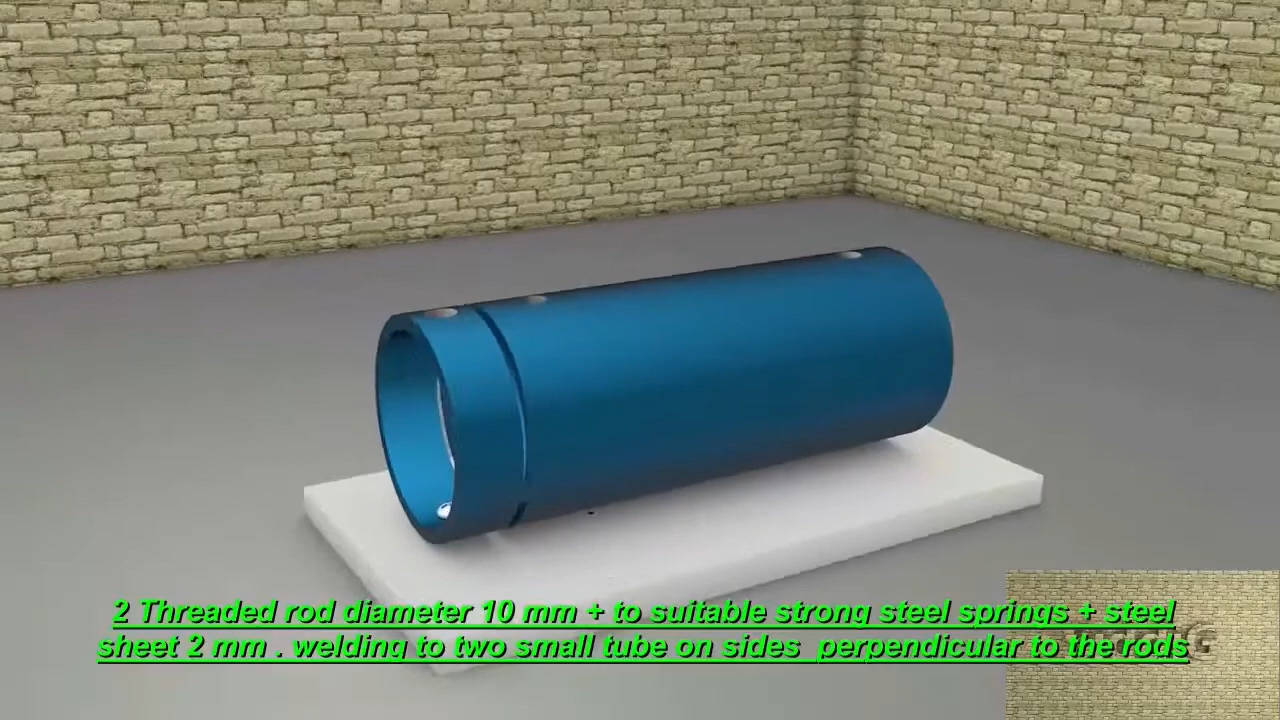 2 Threaded rod diameter 10 mm + to suitable strong steel springs + steel
sheet 2 mm . welding to two small tube on sides perpendicular to the rods